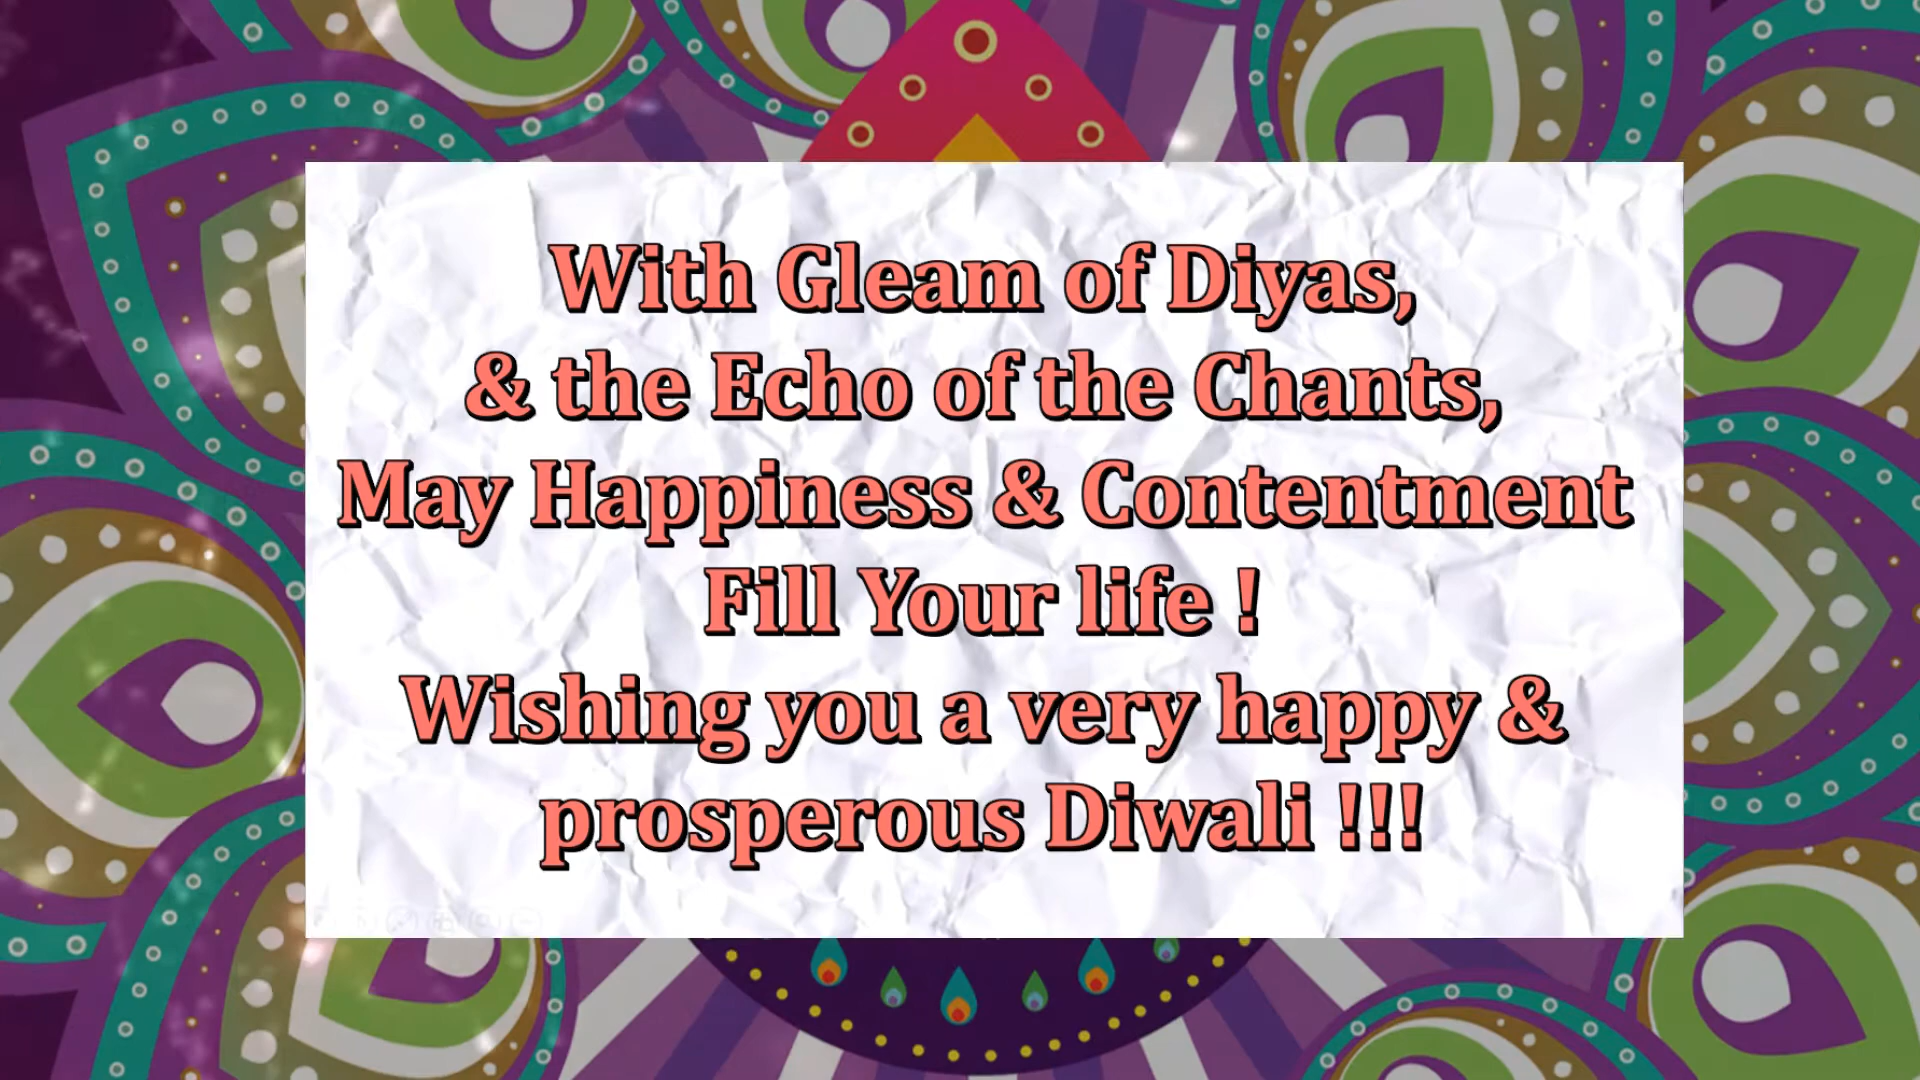 With Gleam of Diyas,
& the Echo of the Chants,
May Happiness & Contentment
Fill Your life !
Wishing you a very happy &
prosperous Diwali !!!